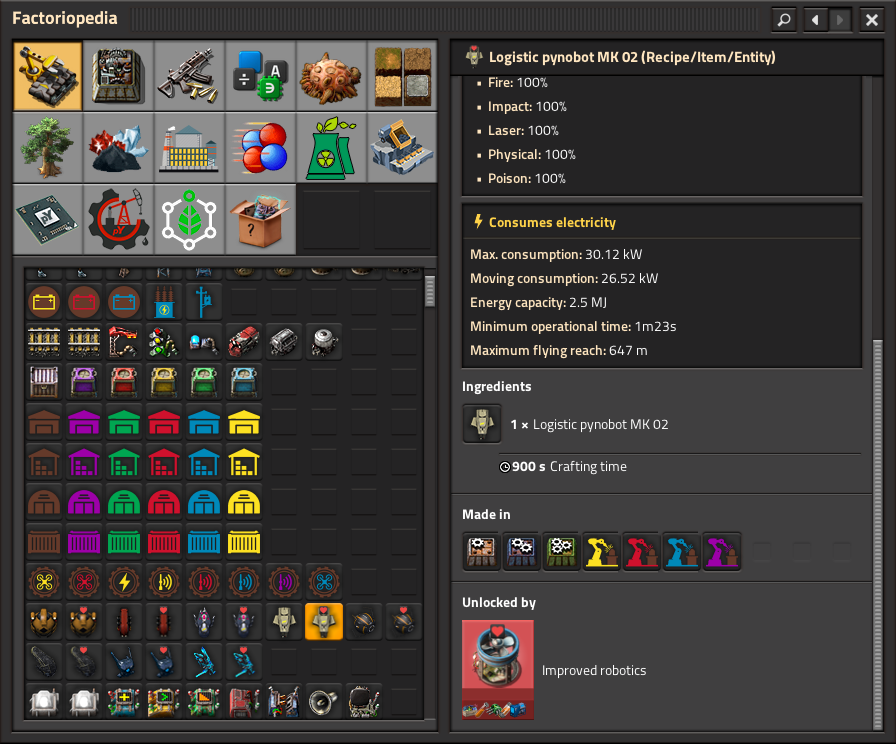 Factoriopedia
Logistic pynobot MK 02 (Recipe/Item/Entity)
▪ Fire: 100%
▪ Impact: 100%
▪ Laser: 100%
▪ Physical: 100%
▪ Poison: 100%
Consumes electricity
Max. consumption: 30.12 kW
Moving consumption: 26.52 kW
Energy capacity: 2.5 MJ
Minimum operational time: 1m23s
Maximum flying reach: 647 m
Ingredients
1 × Logistic pynobot MK 02
900 s Crafting time
Made in
Unlocked by
Improved robotics